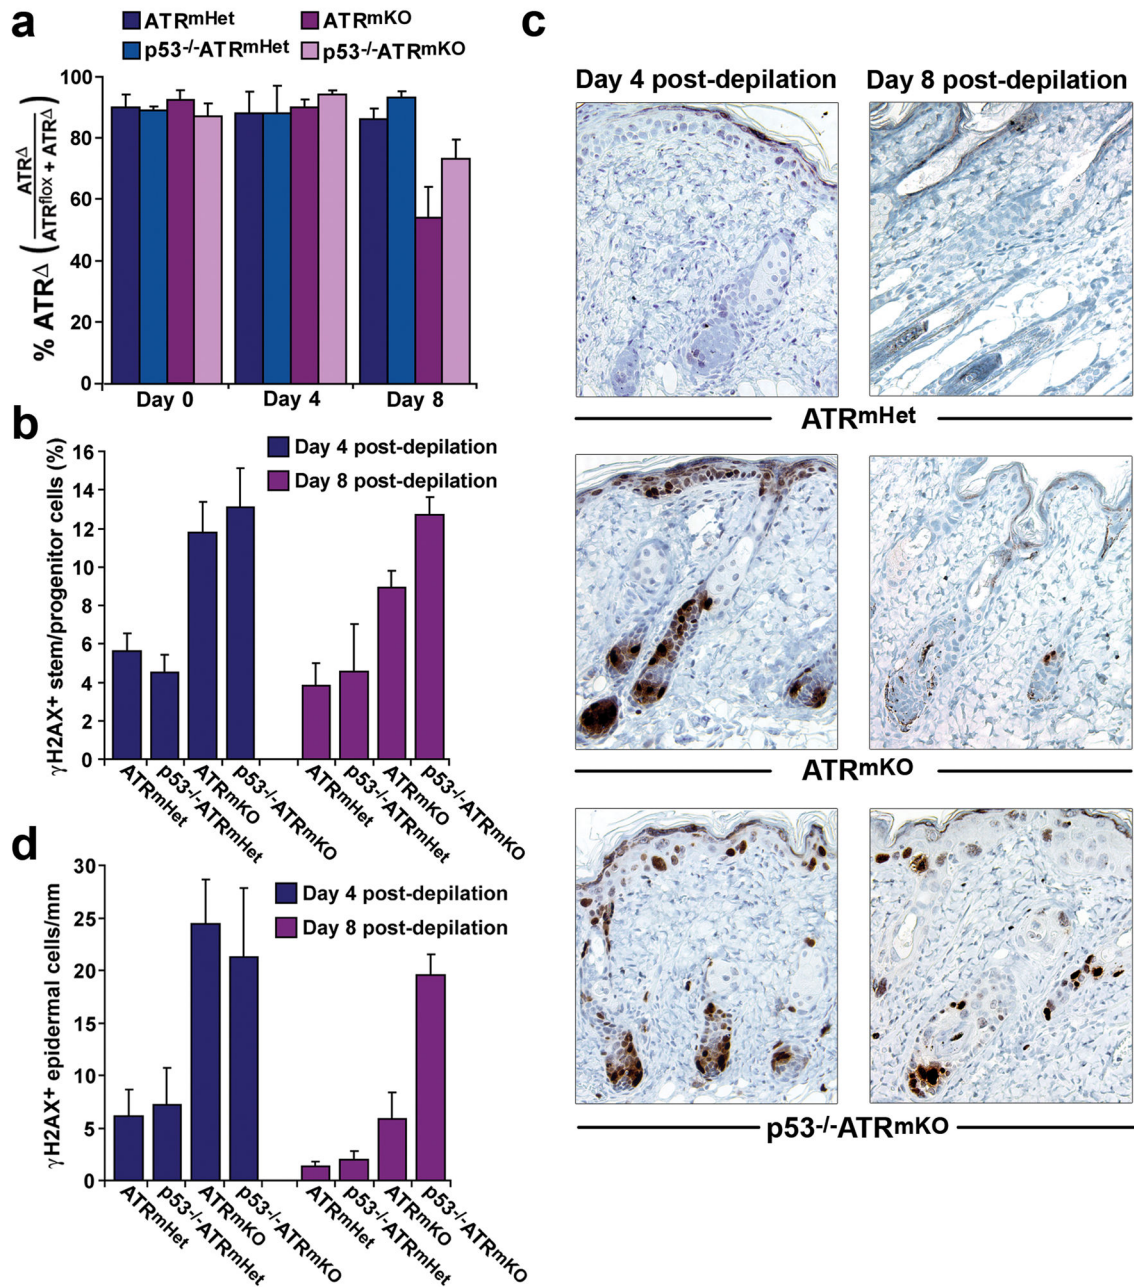 a
ATRmHet
ATRmKO
p53-/-ATRmHet
p53-/-ATRmKO
% ATRΔ ( ATRΔ / ATRflox + ATRΔ )
100
80
60
40
20
0
Day 0
Day 4
Day 8
b
Day 4 post-depilation
Day 8 post-depilation
γH2AX+ stem/progenitor cells (%)
16
14
12
10
8
6
4
2
0
ATRmHet
p53-/-ATRmHet
ATRmKO
p53-/-ATRmKO
ATRmHet
p53-/-ATRmHet
ATRmKO
p53-/-ATRmKO
d
Day 4 post-depilation
Day 8 post-depilation
γH2AX+ epidermal cells/mm
30
25
20
15
10
5
0
ATRmHet
p53-/-ATRmHet
ATRmKO
p53-/-ATRmKO
ATRmHet
p53-/-ATRmHet
ATRmKO
p53-/-ATRmKO
c
Day 4 post-depilation
Day 8 post-depilation
ATRmHet
ATRmKO
p53-/-ATRmKO